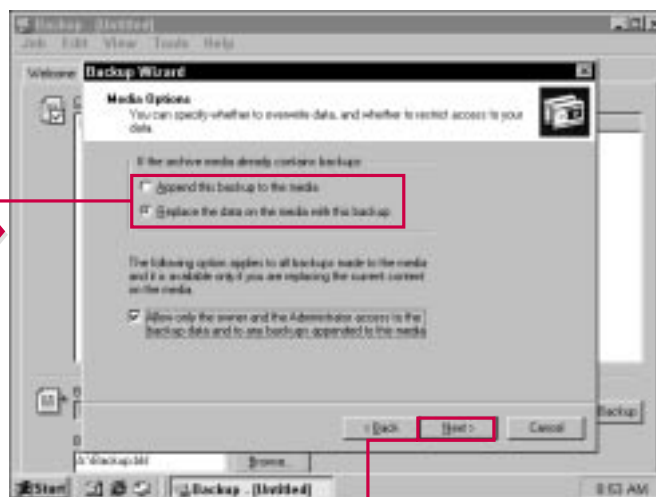 Backup - [Untitled]
Job Edit View Tools Help
Welcome
Backup Wizard
Media Options
You can specify whether to overwrite data, and whether to restrict access to your
data.
If the archive media already contains backups:
Append this backup to the media
Replace the data on the media with this backup
The following option applies to all backups made to the media
and it is available only if you are replacing the current content
on the media.
Allow only the owner and the Administrator access to the
backup data and to any backups appended to the media
< Back Next > Cancel
Backup
A:\Backup.bkf Browse...
Start Backup - [Untitled] 8:53 AM